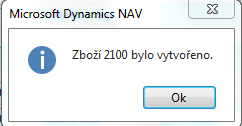 Microsoft Dynamics NAV
Zboží 2100 bylo vytvořeno.
Ok